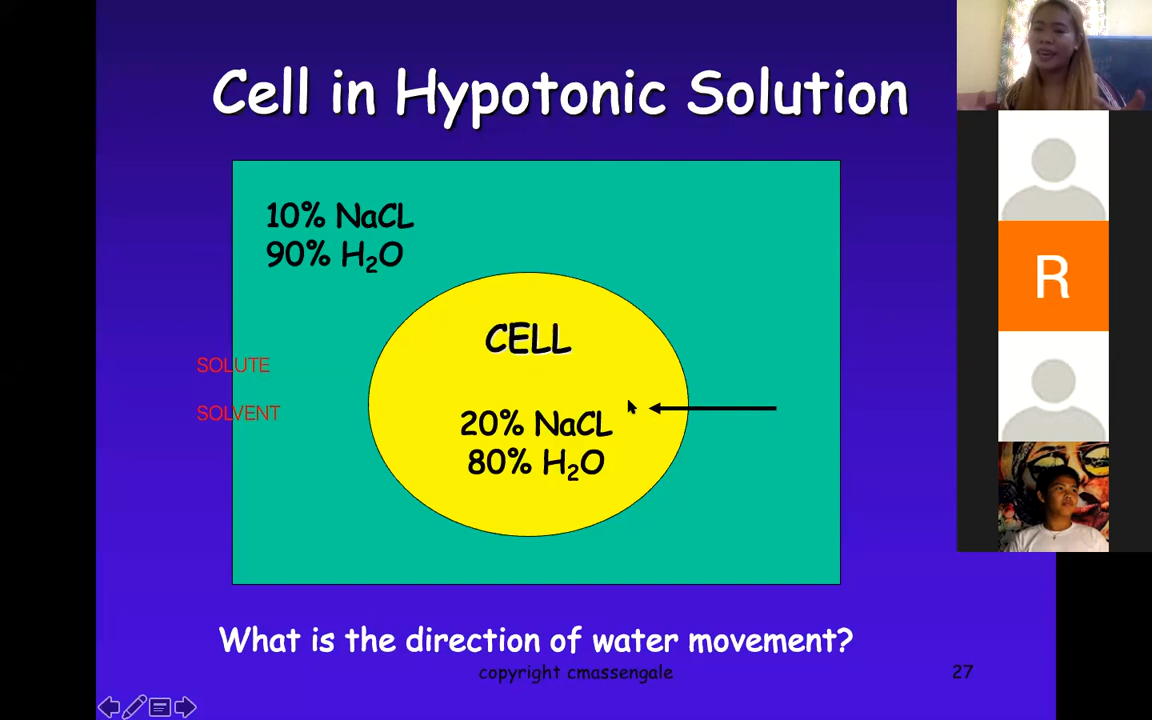 Cell in Hypotonic Solution
10% NaCL
90% H₂O
CELL
SOLUTE
SOLVENT
20% NaCL
80% H₂O
R
What is the direction of water movement?
copyright cmassengale
27